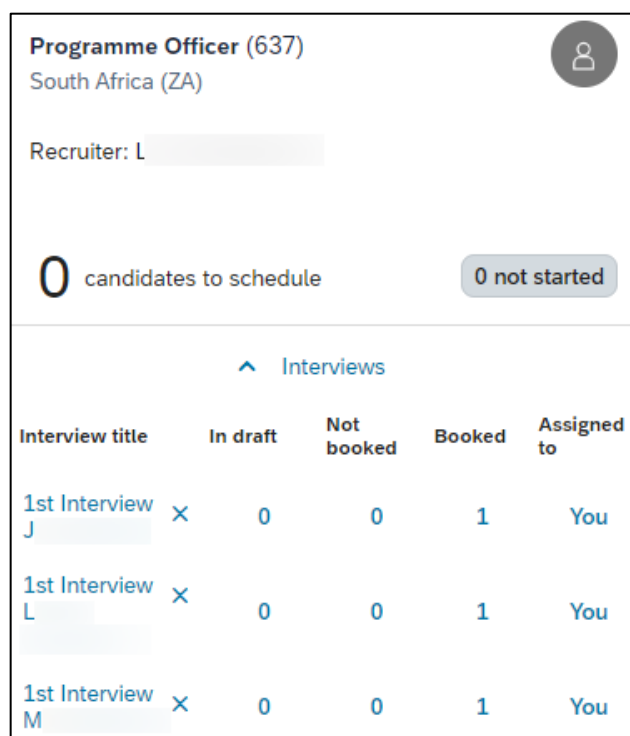 Programme Officer (637)
South Africa (ZA)
Recruiter: L
0 candidates to schedule
0 not started
Interviews
Interview title In draft Not booked Booked Assigned to
1st Interview 0 0 1 You
J
1st Interview 0 0 1 You
L
1st Interview 0 0 1 You
M